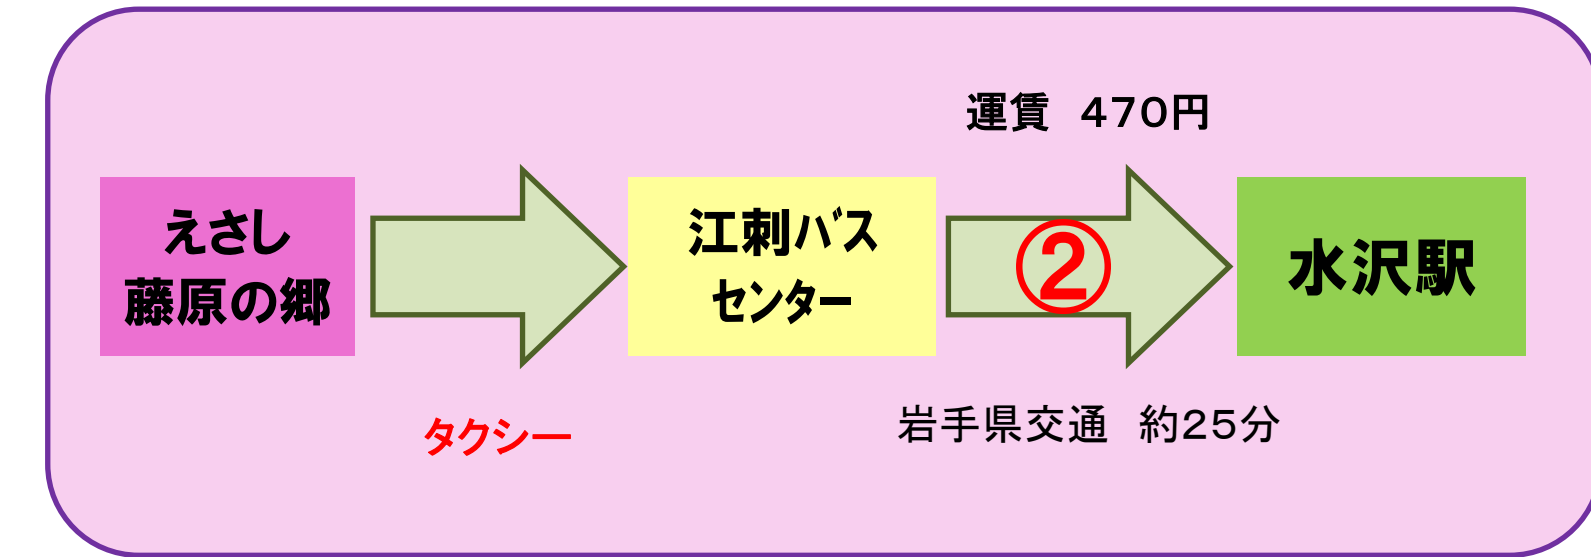 運賃　４７０円
えさし
藤原の郷
江刺バス
センター
②
水沢駅
タクシー
岩手県交通　約２５分